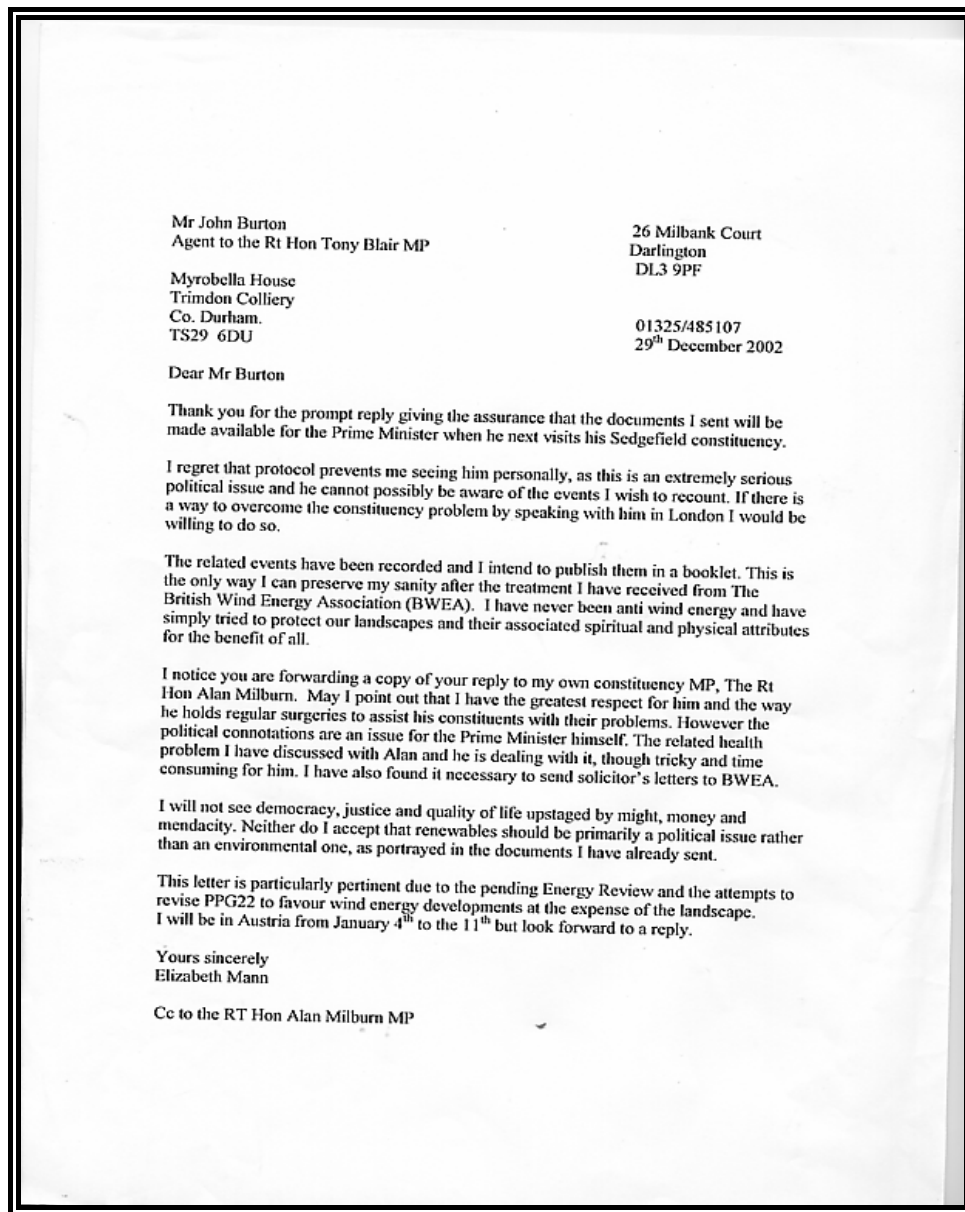 Mr John Burton
Agent to the Rt Hon Tony Blair MP
Myrobella House
Trimdon Colliery
Co. Durham.
TS29 6DU
26 Milbank Court
Darlington
DL3 9PF
01325/485107
29th December 2002
Dear Mr Burton
Thank you for the prompt reply giving the assurance that the documents I sent will be
made available for the Prime Minister when he next visits his Sedgefield constituency.
I regret that protocol prevents me seeing him personally, as this is an extremely serious
political issue and he cannot possibly be aware of the events I wish to recount. If there is
a way to overcome the constituency problem by speaking with him in London I would be
willing to do so.
The related events have been recorded and I intend to publish them in a booklet. This is
the only way I can preserve my sanity after the treatment I have received from The
British Wind Energy Association (BWEA). I have never been anti wind energy and have
simply tried to protect our landscapes and their associated spiritual and physical attributes
for the benefit of all.
I notice you are forwarding a copy of your reply to my own constituency MP, The Rt
Hon Alan Milburn. May I point out that I have the greatest respect for him and the way
he holds regular surgeries to assist his constituents with their problems. However the
political connotations are an issue for the Prime Minister himself. The related health
problem I have discussed with Alan and he is dealing with it, though tricky and time
consuming for him. I have also found it necessary to send solicitor's letters to BWEA.
I will not see democracy, justice and quality of life upstaged by might, money and
mendacity. Neither do I accept that renewables should be primarily a political issue rather
than an environmental one, as portrayed in the documents I have already sent.
This letter is particularly pertinent due to the pending Energy Review and the attempts to
revise PPG22 to favour wind energy developments at the expense of the landscape.
I will be in Austria from January 4th to the 11th but look forward to a reply.
Yours sincerely
Elizabeth Mann
Cc to the RT Hon Alan Milburn MP